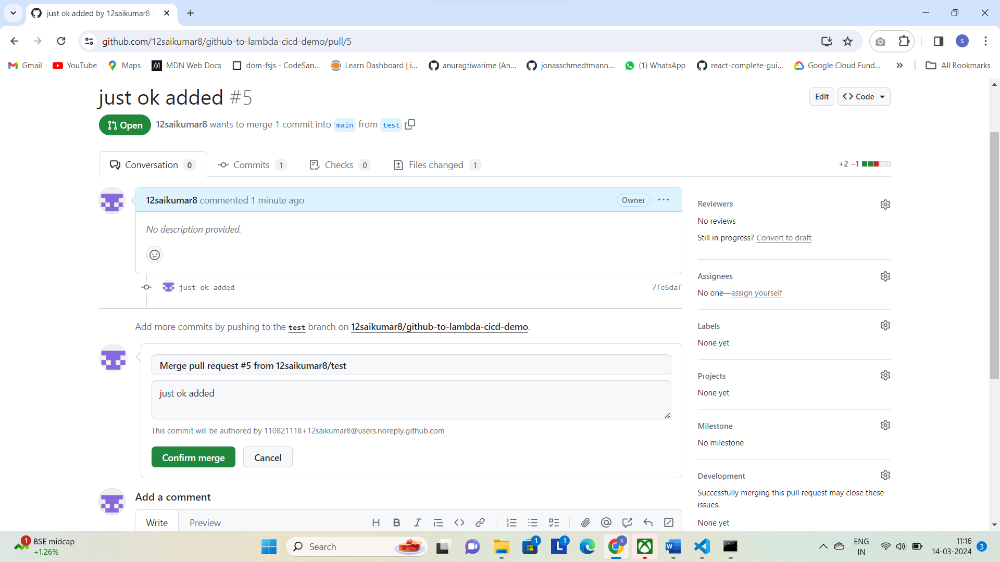 just ok added by 12saikumar8 ·
github.com/12saikumar8/github-to-lambda-cicd-demo/pull/5
S
Gmail YouTube Maps MDN Web Docs dom-fsjs - CodeSan... Learn Dashboard | i... anuragtiwarime (An... jonasschmedtmann... (1) WhatsApp react-complete-gui... Google Cloud Fund... All Bookmarks
just ok added #5
Edit <> Code
Open 12saikumar8 wants to merge 1 commit into main from test
Conversation 0 Commits 1 Checks 0 Files changed 1
+2 −1
12saikumar8 commented 1 minute ago
Owner ···
No description provided.
just ok added 7fc6daf
Add more commits by pushing to the test branch on 12saikumar8/github-to-lambda-cicd-demo.
Merge pull request #5 from 12saikumar8/test
just ok added
This commit will be authored by 110821118+12saikumar8@users.noreply.github.com
Confirm merge Cancel
Add a comment
Write Preview
Reviewers
No reviews
Still in progress? Convert to draft
Assignees
No one—assign yourself
Labels
None yet
Projects
None yet
Milestone
No milestone
Development
Successfully merging this pull request may close these
issues.
None yet
1 BSE midcap
+1.26%
Search
1
1
S
ENG
IN
11:16
14-03-2024
3